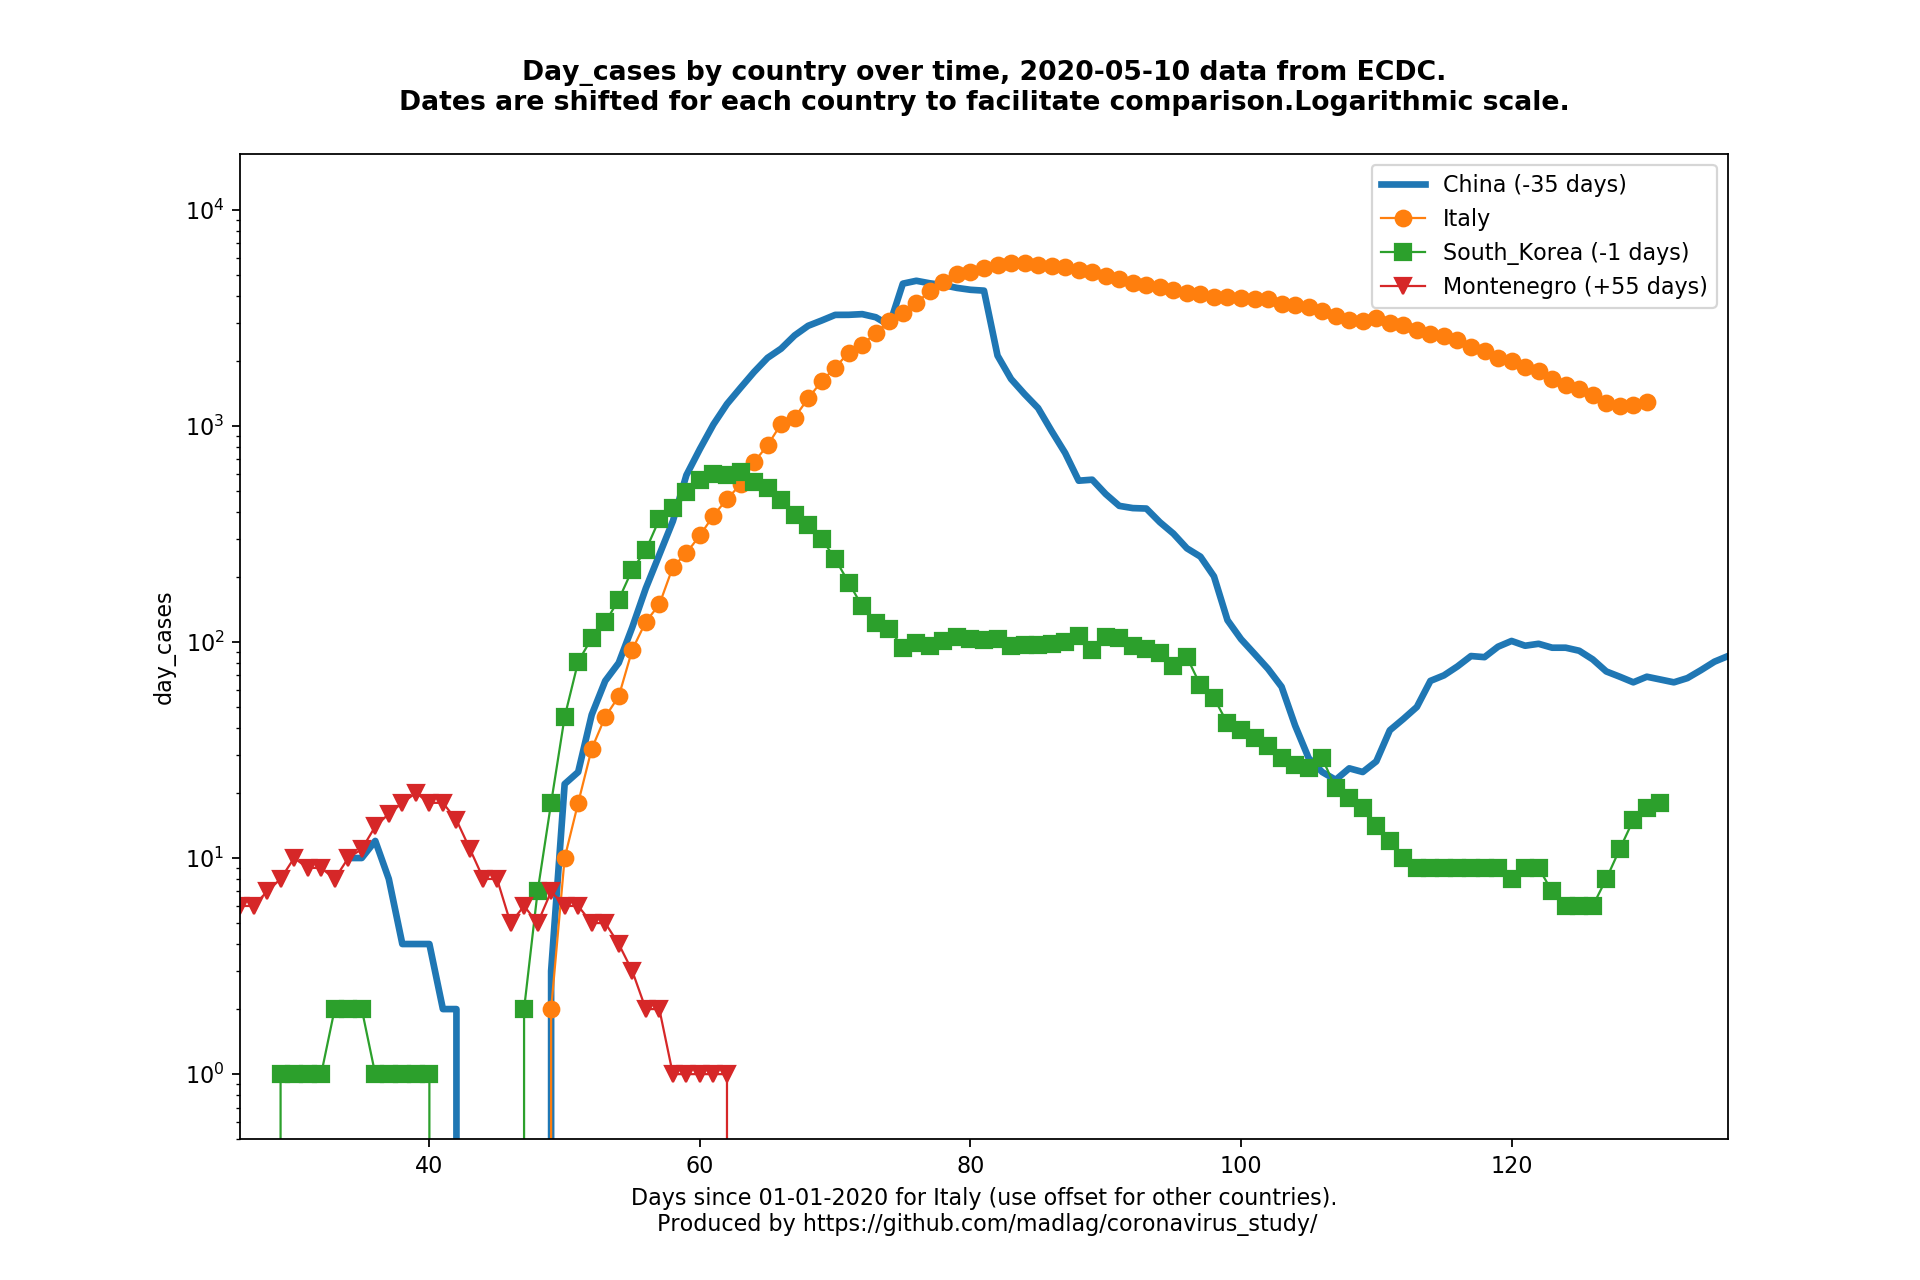 Day_cases by country over time, 2020-05-10 data from ECDC.
Dates are shifted for each country to facilitate comparison.Logarithmic scale.
China (-35 days)
Italy
South_Korea (-1 days)
Montenegro (+55 days)
day_cases
10⁴
10³
10²
10¹
10⁰
40 60 80 100 120
Days since 01-01-2020 for Italy (use offset for other countries).
Produced by https://github.com/madlag/coronavirus_study/